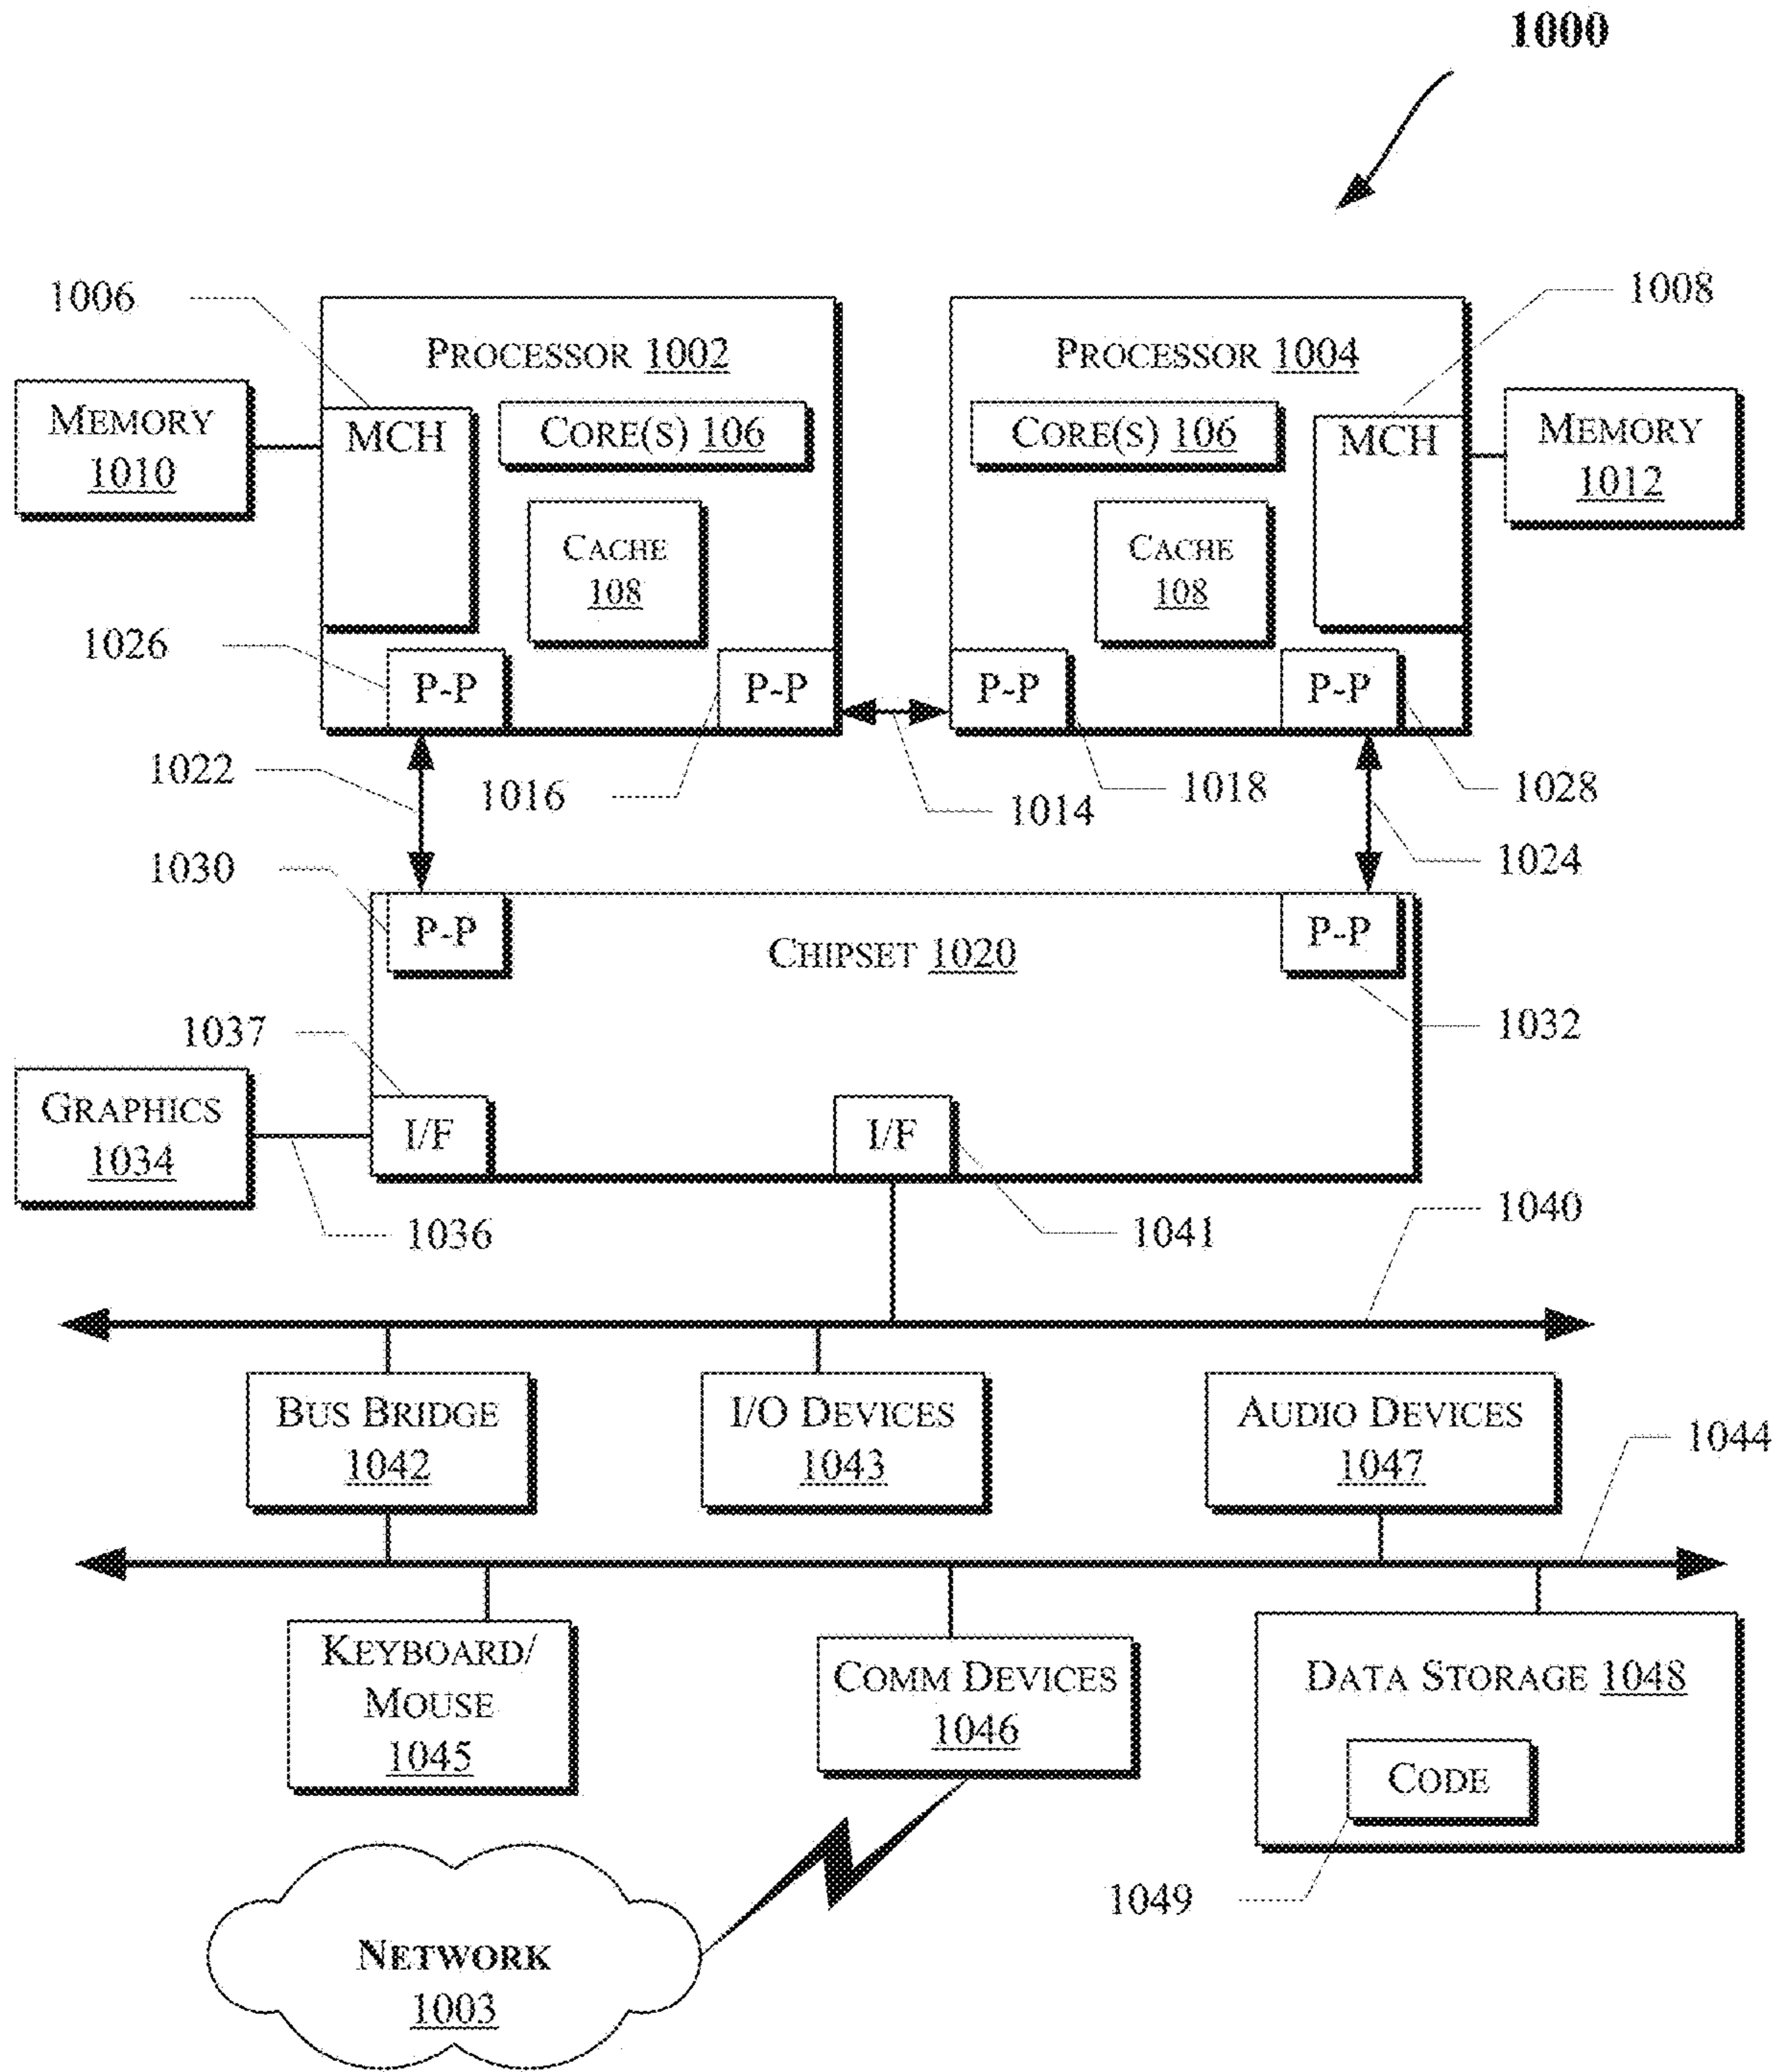 1000
1006
1008
PROCESSOR 1002
PROCESSOR 1004
MEMORY
1010
MCH
CORE(S) 106
CORE(S) 106
MCH
MEMORY
1012
CACHE
108
CACHE
108
1026
P-P
P-P
P-P
P-P
1022
1016
1014
1018
1028
1030
1024
P-P
CHIPSET 1020
P-P
1037
1032
GRAPHICS
1034
I/F
I/F
1036
1041
1040
BUS BRIDGE
1042
I/O DEVICES
1043
AUDIO DEVICES
1047
1044
KEYBOARD/
MOUSE
1045
COMM DEVICES
1046
DATA STORAGE 1048
CODE
1049
NETWORK
1003